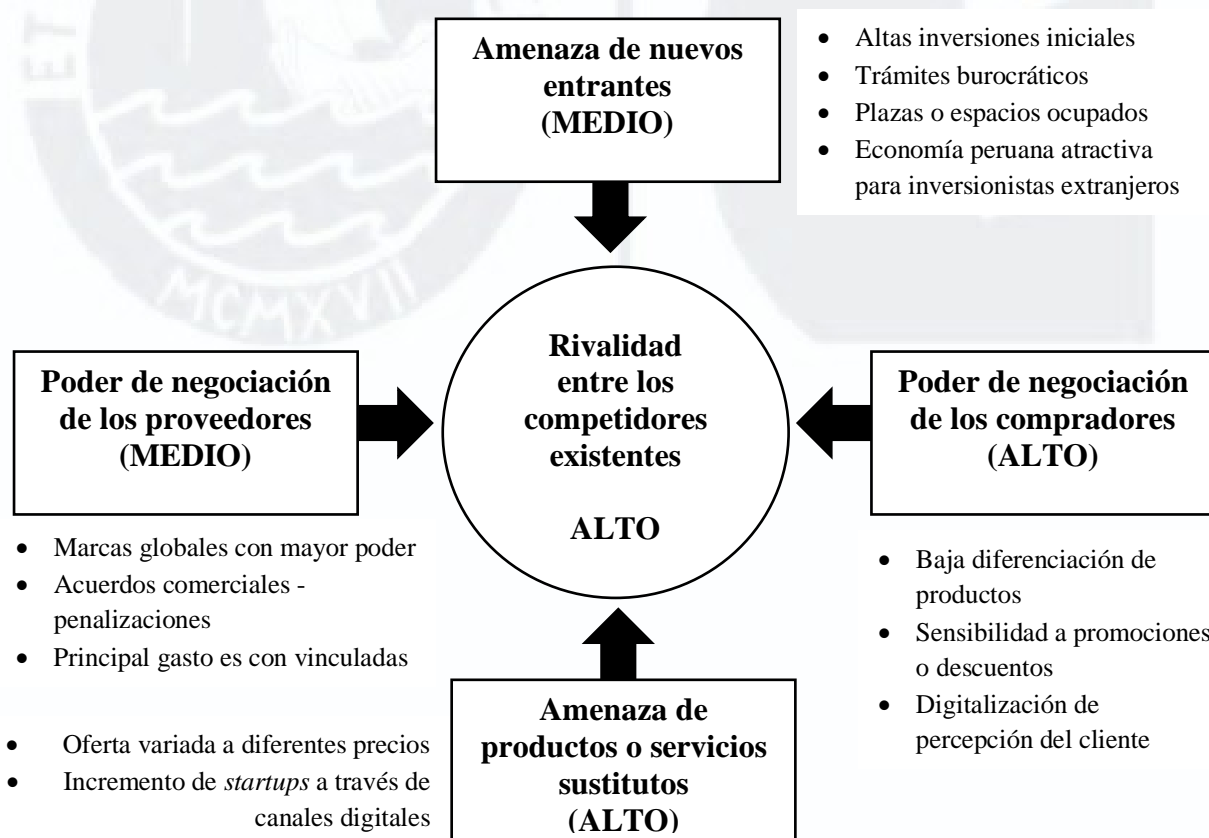 Amenaza de nuevos
entrantes
(MEDIO)
• Altas inversiones iniciales
• Trámites burocráticos
• Plazas o espacios ocupados
• Economía peruana atractiva
para inversionistas extranjeros
ET
MCMXVII
Poder de negociación
de los proveedores
(MEDIO)
Rivalidad
entre los
competidores
existentes
ALTO
Poder de negociación
de los compradores
(ALTO)
• Marcas globales con mayor poder
• Acuerdos comerciales -
penalizaciones
• Principal gasto es con vinculadas
• Baja diferenciación de
productos
• Sensibilidad a promociones
o descuentos
• Digitalización de
percepción del cliente
• Oferta variada a diferentes precios
• Incremento de startups a través de
canales digitales
Amenaza de
productos o servicios
sustitutos
(ALTO)